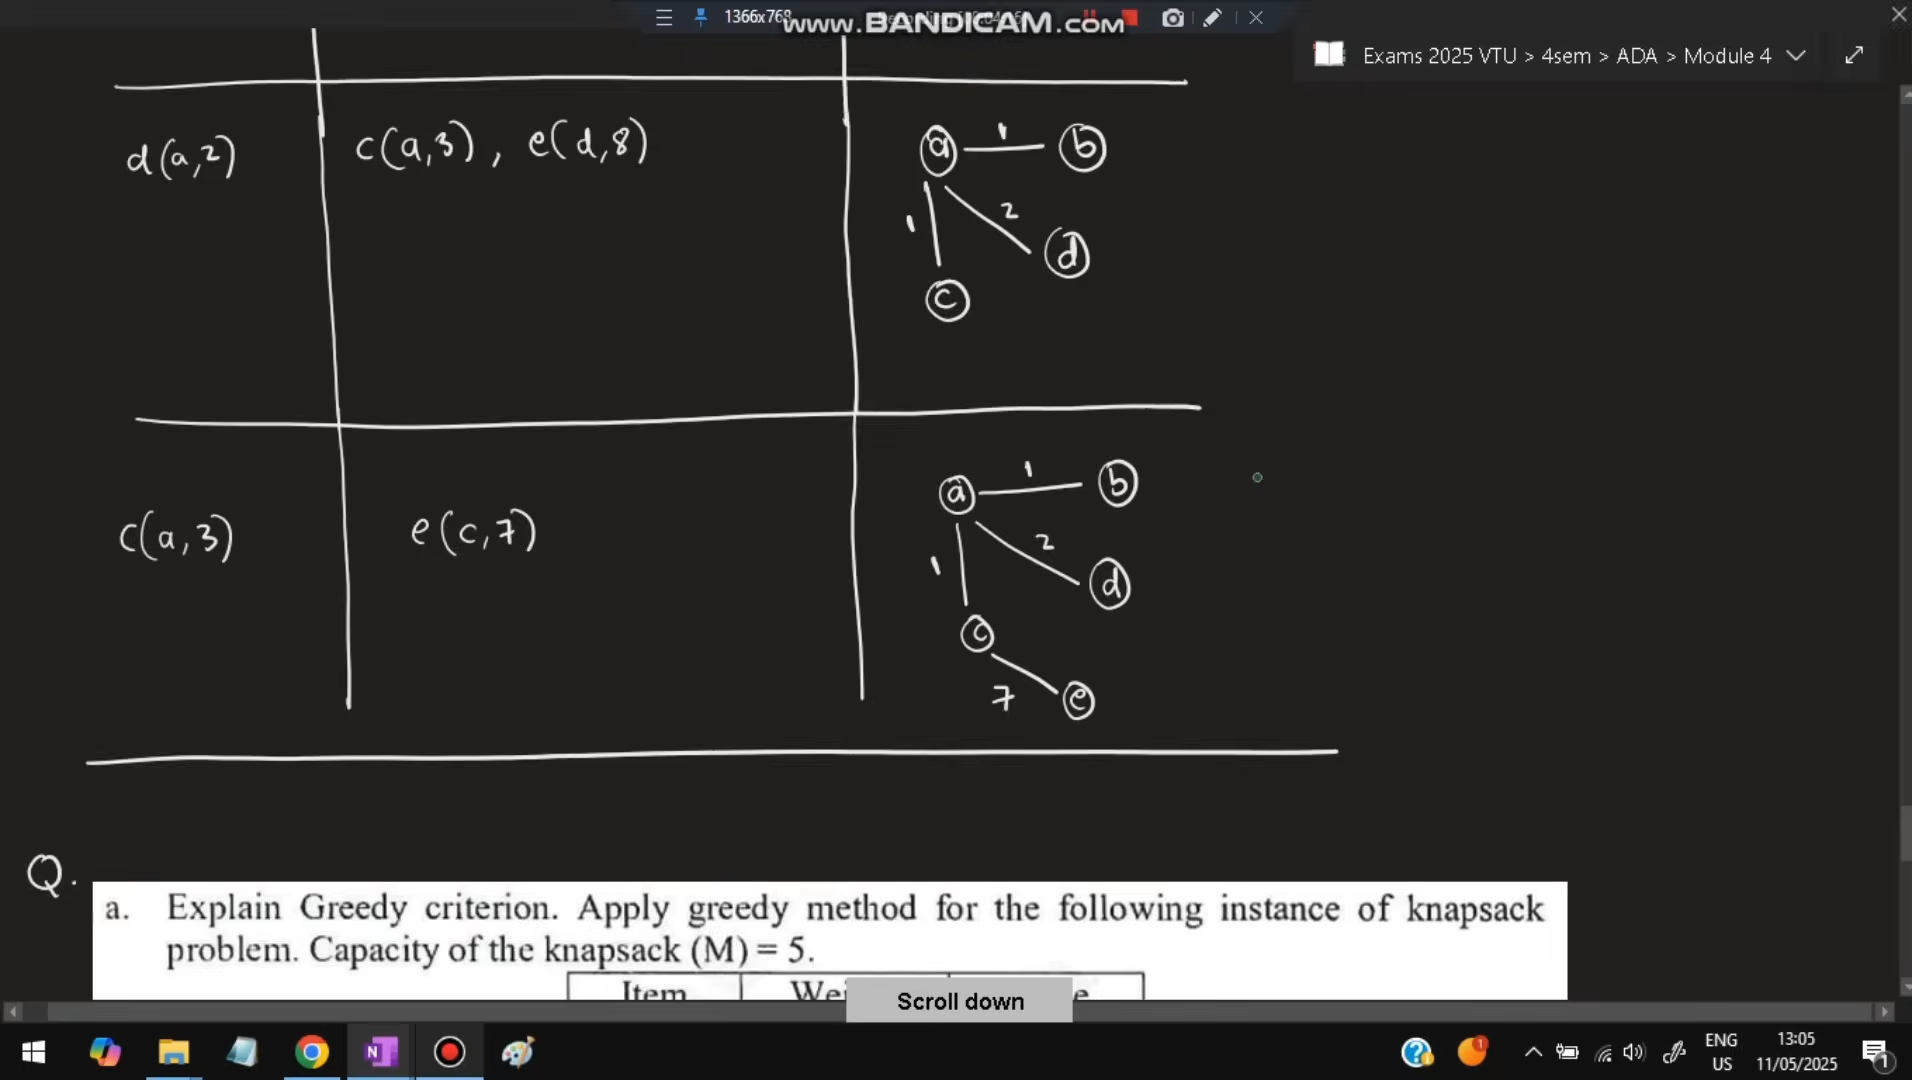 1366x768
www.BANDICAM.com
Exams 2025 VTU > 4sem > ADA > Module 4
d(a,2)
c(a,3), e(d,8)
a 1 b
1 2
d
c
c(a,3)
e(c,7)
a 1 b
1 2
d
c
7 e
Q.
a. Explain Greedy criterion. Apply greedy method for the following instance of knapsack
problem. Capacity of the knapsack (M) = 5.
Item
Scroll down
N
ENG
US
13:05
11/05/2025
1
1